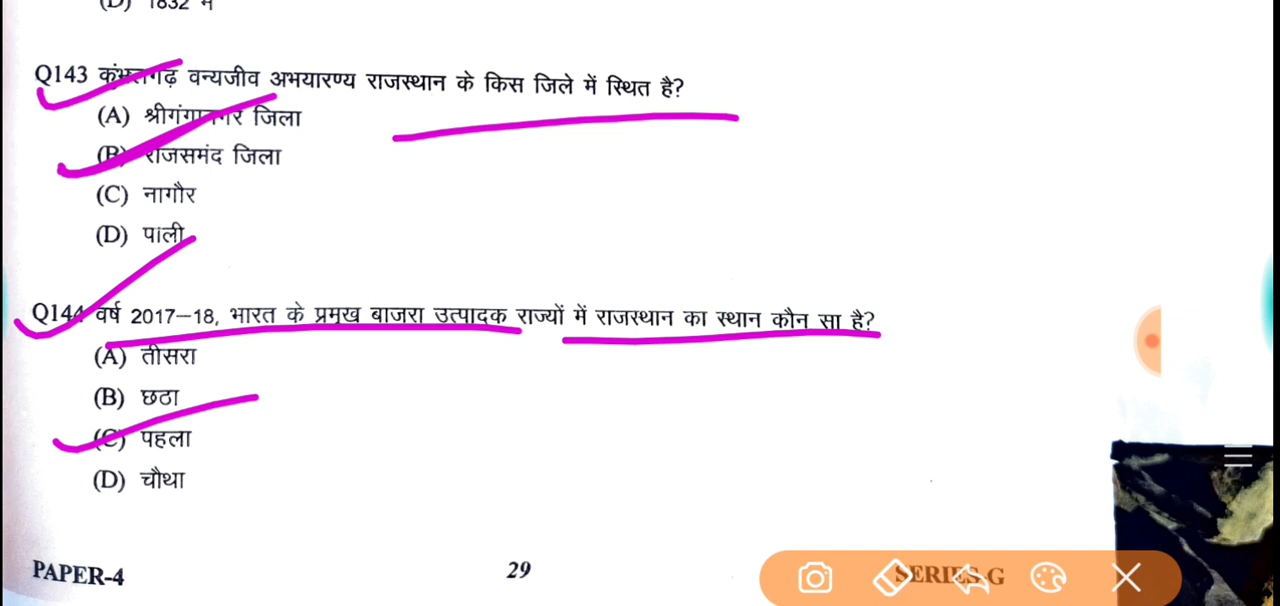 (D) 1832 में
Q143 कुंभलगढ़ वन्यजीव अभयारण्य राजस्थान के किस जिले में स्थित है?
(A) श्रीगंगानगर जिला
(B) राजसमंद जिला
(C) नागौर
(D) पाली
Q144 वर्ष 2017–18, भारत के प्रमुख बाजरा उत्पादक राज्यों में राजस्थान का स्थान कौन सा है?
(A) तीसरा
(B) छठा
(C) पहला
(D) चौथा
PAPER-4 29 SERIES-G